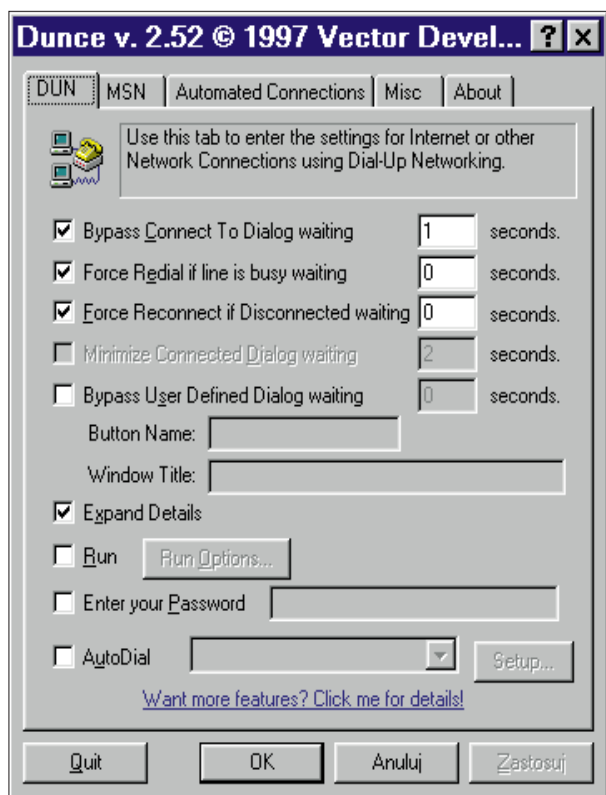 Dunce v. 2.52 © 1997 Vector Devel...
DUN MSN Automated Connections Misc About
Use this tab to enter the settings for Internet or other
Network Connections using Dial-Up Networking.
Bypass Connect To Dialog waiting 1 seconds.
Force Redial if line is busy waiting 0 seconds.
Force Reconnect if Disconnected waiting 0 seconds.
Minimize Connected Dialog waiting 2 seconds.
Bypass User Defined Dialog waiting 0 seconds.
Button Name:
Window Title:
Expand Details
Run Run Options...
Enter your Password
AutoDial Setup...
Want more features? Click me for details!
Quit OK Anuluj Zastosuj